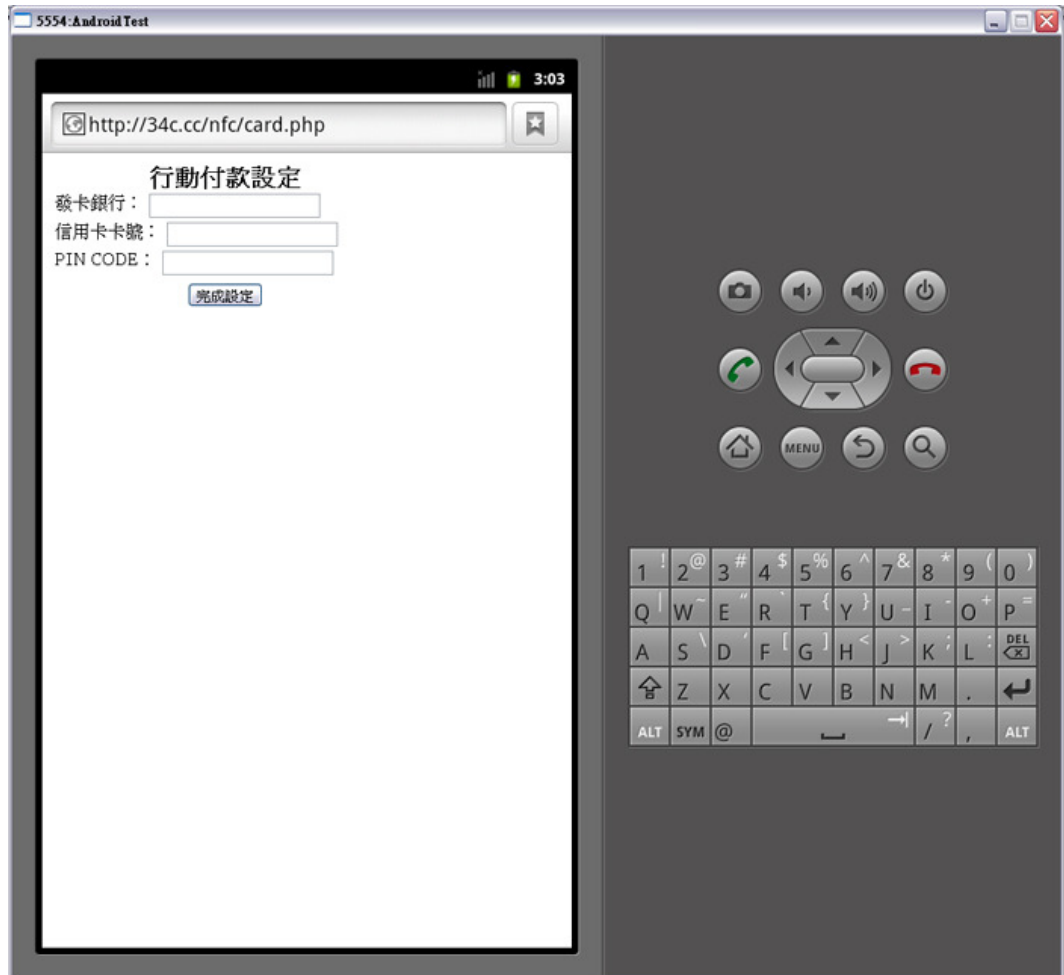 5554:Android Test
3:03
http://34c.cc/nfc/card.php
行動付款設定
發卡銀行：
信用卡卡號：
PIN CODE：
完成設定
MENU
1 ! 2 @ 3 # 4 $ 5 % 6 ^ 7 & 8 * 9 ( 0 )
Q | W ~ E " R ` T { Y } U _ I - O + P =
A S \ D ' F [ G ] H < J > K ; L : DEL
Z X C V B N M .
ALT SYM @ / ? , ALT